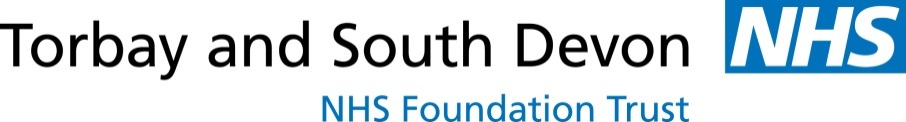 Torbay and South Devon NHS
NHS Foundation Trust